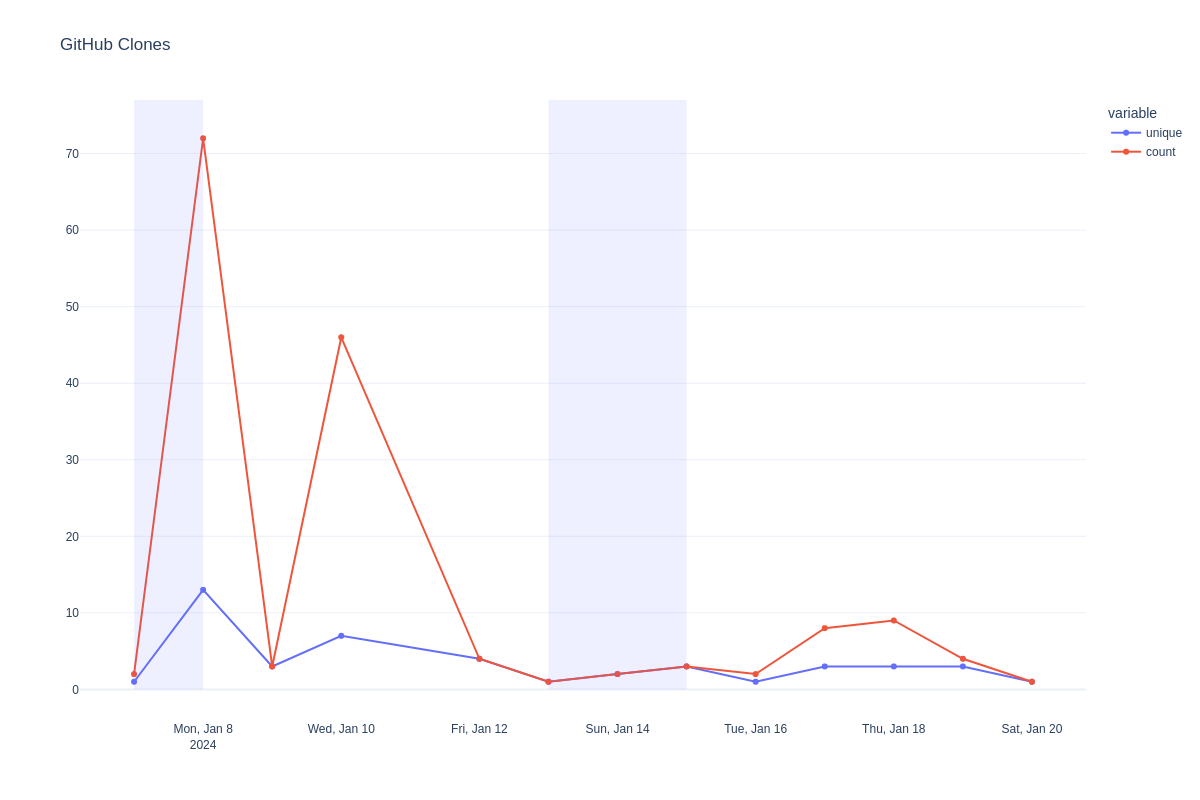 GitHub Clones
variable
unique
count
70
60
50
40
30
20
10
0
Mon, Jan 8
2024
Wed, Jan 10
Fri, Jan 12
Sun, Jan 14
Tue, Jan 16
Thu, Jan 18
Sat, Jan 20